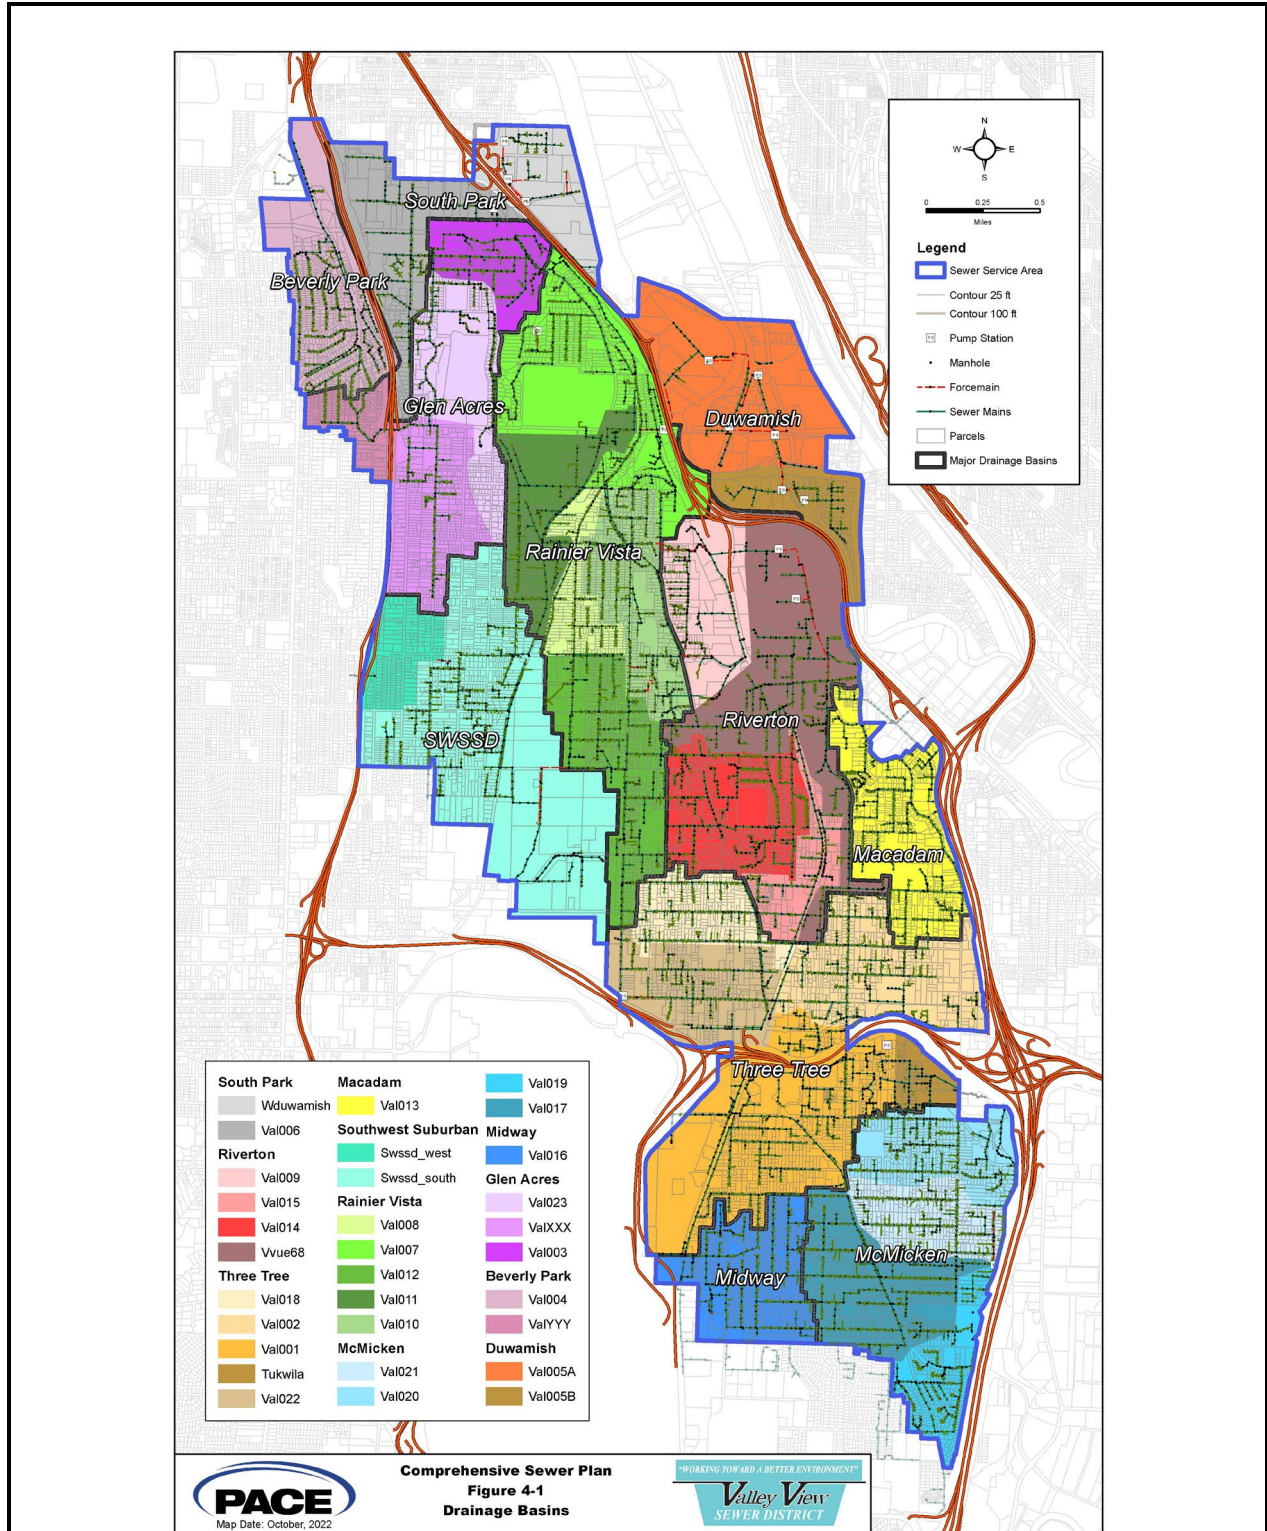 South Park
Beverly Park
Glen Acres
Duwamish
Rainier Vista
Riverton
SWSSD
Macadam
Three Tree
McMicken
Midway
N
W
E
S
0
0.25
0.5
Miles
Legend
Sewer Service Area
Contour 25 ft
Contour 100 ft
PS
Pump Station
Manhole
Forcemain
Sewer Mains
Parcels
Major Drainage Basins
South Park
Wduwamish
Val006
Riverton
Val009
Val015
Val014
Vvue68
Three Tree
Val018
Val002
Val001
Tukwila
Val022
Macadam
Val013
Southwest Suburban
Swssd_west
Swssd_south
Rainier Vista
Val008
Val007
Val012
Val011
Val010
McMicken
Val021
Val020
Val019
Val017
Midway
Val016
Glen Acres
Val023
ValXXX
Val003
Beverly Park
Val004
ValYYY
Duwamish
Val005A
Val005B
PACE
Map Date: October, 2022
Comprehensive Sewer Plan
Figure 4-1
Drainage Basins
"WORKING TOWARD A BETTER ENVIRONMENT"
Valley View
SEWER DISTRICT